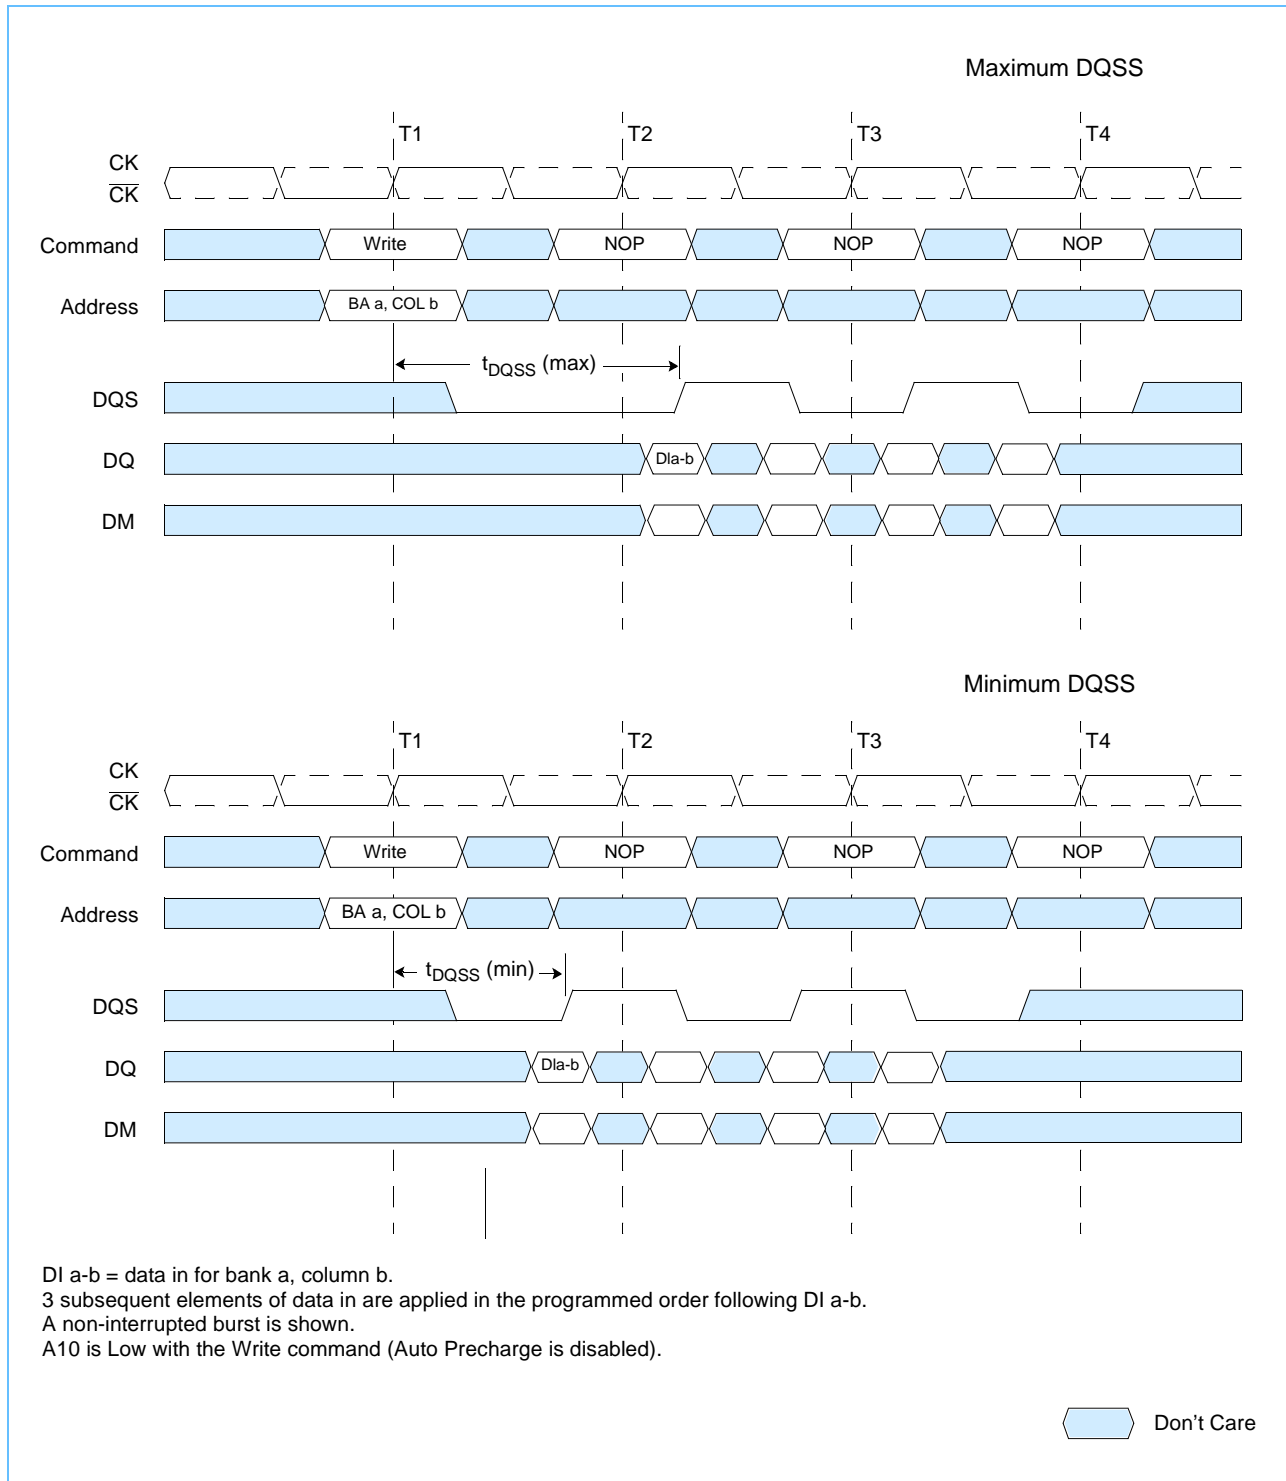 Maximum DQSS
T1 T2 T3 T4
CK
CK
Command Write NOP NOP NOP
Address BA a, COL b
tDQSS (max)
DQS
DQ DIa-b
DM
Minimum DQSS
T1 T2 T3 T4
CK
CK
Command Write NOP NOP NOP
Address BA a, COL b
tDQSS (min)
DQS
DQ DIa-b
DM
DI a-b = data in for bank a, column b.
3 subsequent elements of data in are applied in the programmed order following DI a-b.
A non-interrupted burst is shown.
A10 is Low with the Write command (Auto Precharge is disabled).
Don't Care